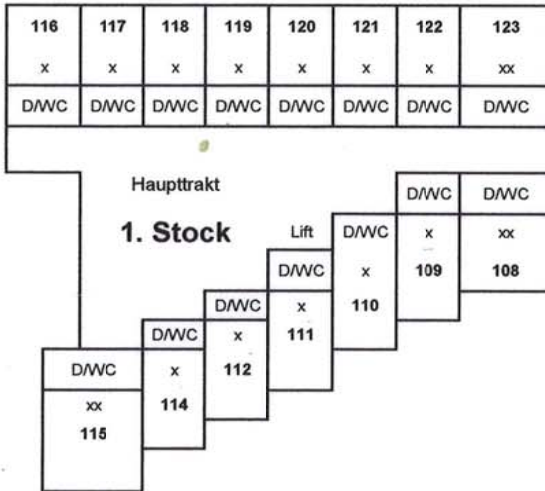 116 117 118 119 120 121 122 123
x x x x x x x xx
D/WC D/WC D/WC D/WC D/WC D/WC D/WC D/WC
Haupttrakt
1. Stock
Lift
D/WC D/WC
x xx
109 108
D/WC
x
110
D/WC
x
111
D/WC
x
112
D/WC
x
114
D/WC
xx
115